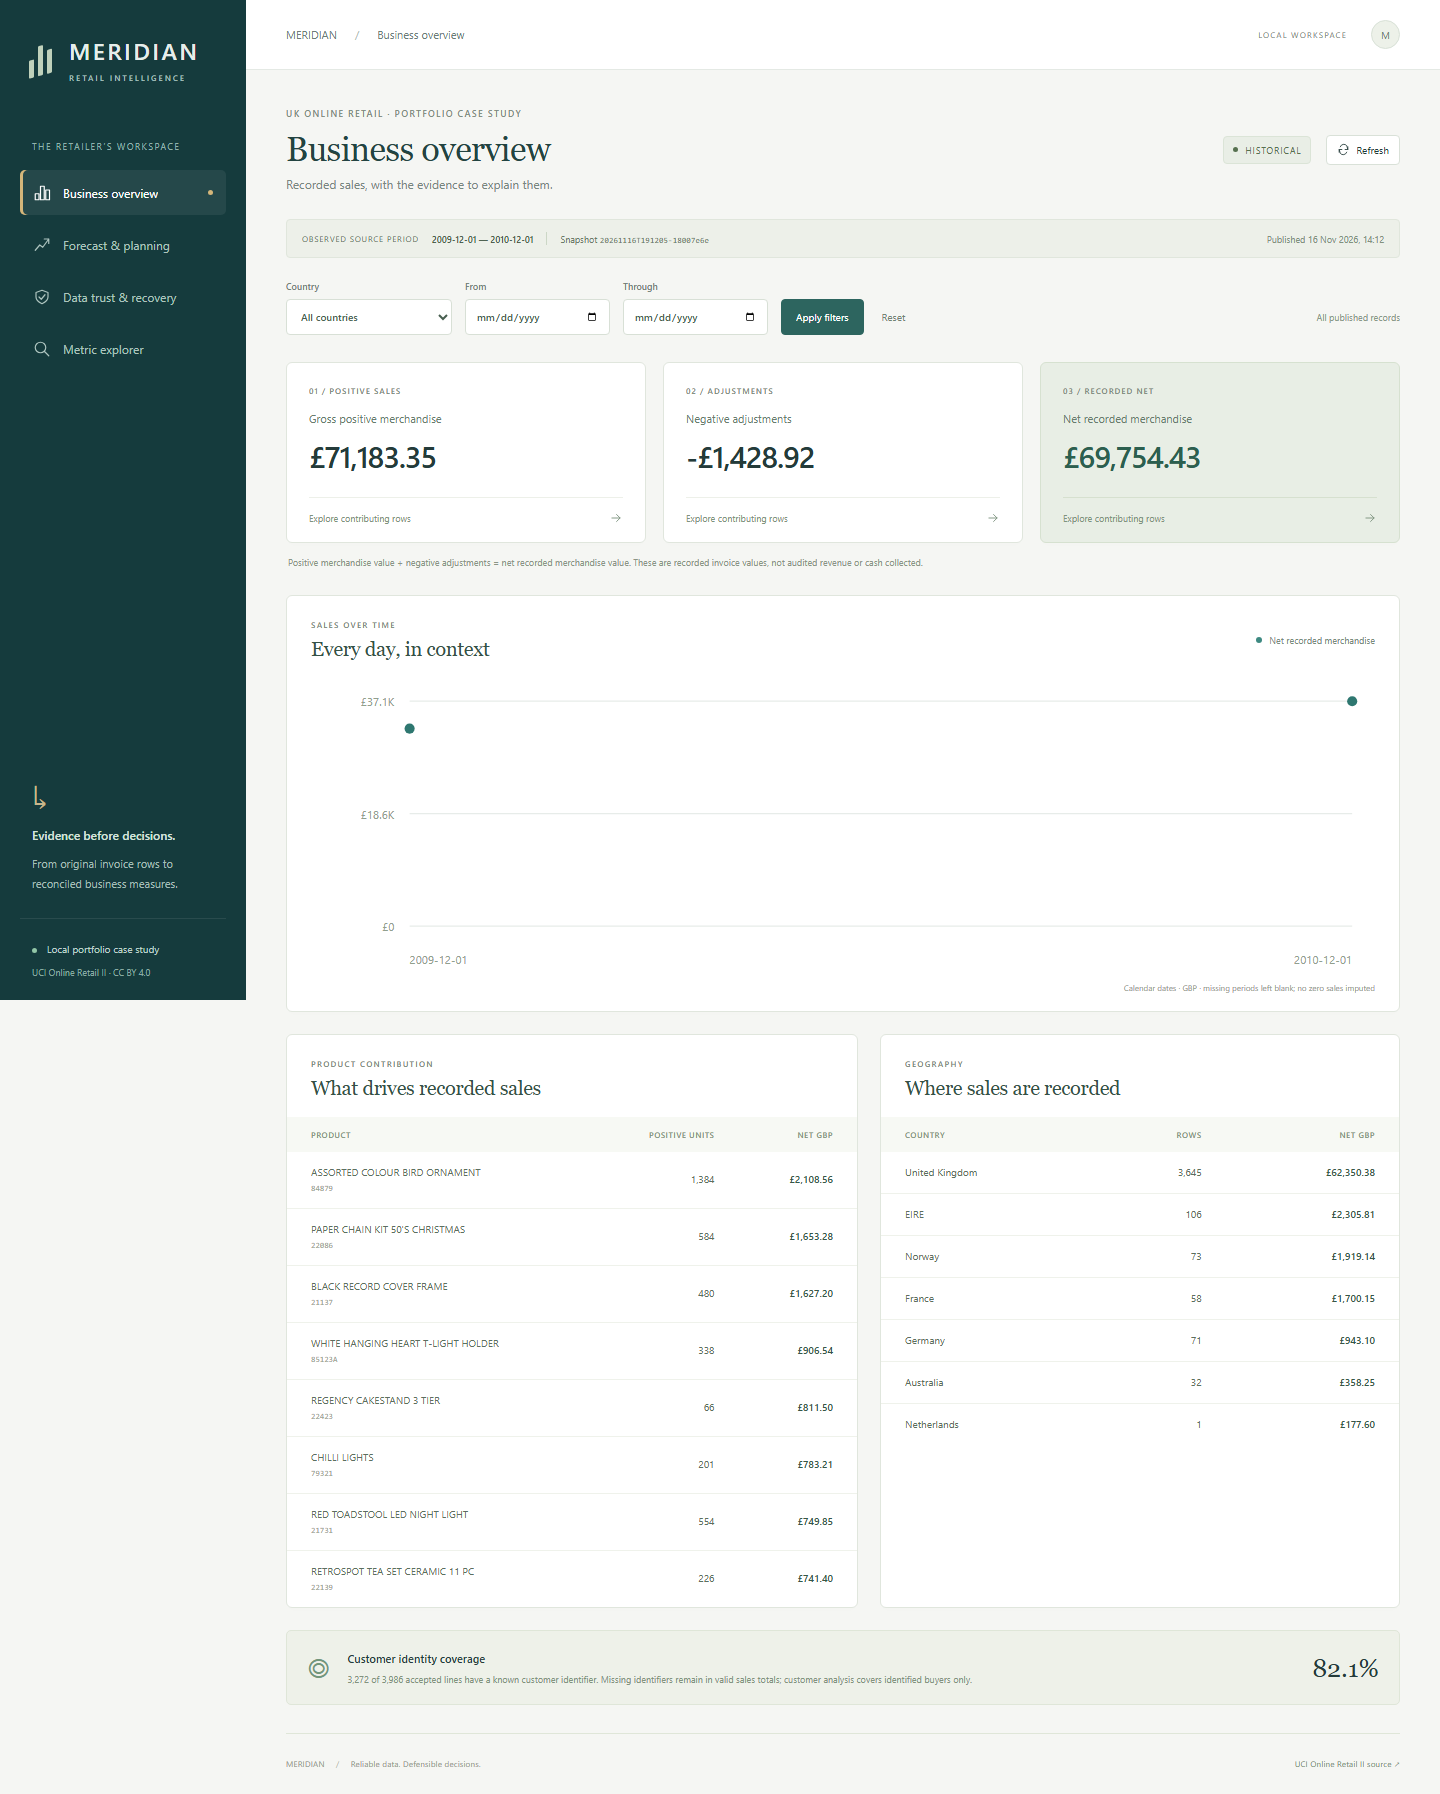 MERIDIAN
RETAIL INTELLIGENCE
THE RETAILER'S WORKSPACE
Business overview
Forecast & planning
Data trust & recovery
Metric explorer
Evidence before decisions.
From original invoice rows to
reconciled business measures.
Local portfolio case study
UCI Online Retail II · CC BY 4.0
MERIDIAN / Business overview
LOCAL WORKSPACE M
UK ONLINE RETAIL · PORTFOLIO CASE STUDY
Business overview
Recorded sales, with the evidence to explain them.
HISTORICAL
Refresh
OBSERVED SOURCE PERIOD 2009-12-01 — 2010-12-01 Snapshot 20261116T191205-18007e6e Published 16 Nov 2026, 14:12
Country From Through
All countries mm/dd/yyyy mm/dd/yyyy Apply filters Reset All published records
01 / POSITIVE SALES
Gross positive merchandise
£71,183.35
Explore contributing rows →
02 / ADJUSTMENTS
Negative adjustments
-£1,428.92
Explore contributing rows →
03 / RECORDED NET
Net recorded merchandise
£69,754.43
Explore contributing rows →
Positive merchandise value + negative adjustments = net recorded merchandise value. These are recorded invoice values, not audited revenue or cash collected.
SALES OVER TIME
Every day, in context
Net recorded merchandise
£37.1K
£18.6K
£0
2009-12-01 2010-12-01
Calendar dates · GBP · missing periods left blank; no zero sales imputed
PRODUCT CONTRIBUTION
What drives recorded sales
PRODUCT POSITIVE UNITS NET GBP
ASSORTED COLOUR BIRD ORNAMENT 1,384 £2,108.56
84879
PAPER CHAIN KIT 50'S CHRISTMAS 584 £1,653.28
22086
BLACK RECORD COVER FRAME 480 £1,627.20
21137
WHITE HANGING HEART T-LIGHT HOLDER 338 £906.54
85123A
REGENCY CAKESTAND 3 TIER 66 £811.50
22423
CHILLI LIGHTS 201 £783.21
79321
RED TOADSTOOL LED NIGHT LIGHT 554 £749.85
21731
RETROSPOT TEA SET CERAMIC 11 PC 226 £741.40
22139
GEOGRAPHY
Where sales are recorded
COUNTRY ROWS NET GBP
United Kingdom 3,645 £62,350.38
EIRE 106 £2,305.81
Norway 73 £1,919.14
France 58 £1,700.15
Germany 71 £943.10
Australia 32 £358.25
Netherlands 1 £177.60
Customer identity coverage
3,272 of 3,986 accepted lines have a known customer identifier. Missing identifiers remain in valid sales totals; customer analysis covers identified buyers only.
82.1%
MERIDIAN / Reliable data. Defensible decisions.
UCI Online Retail II source ↗